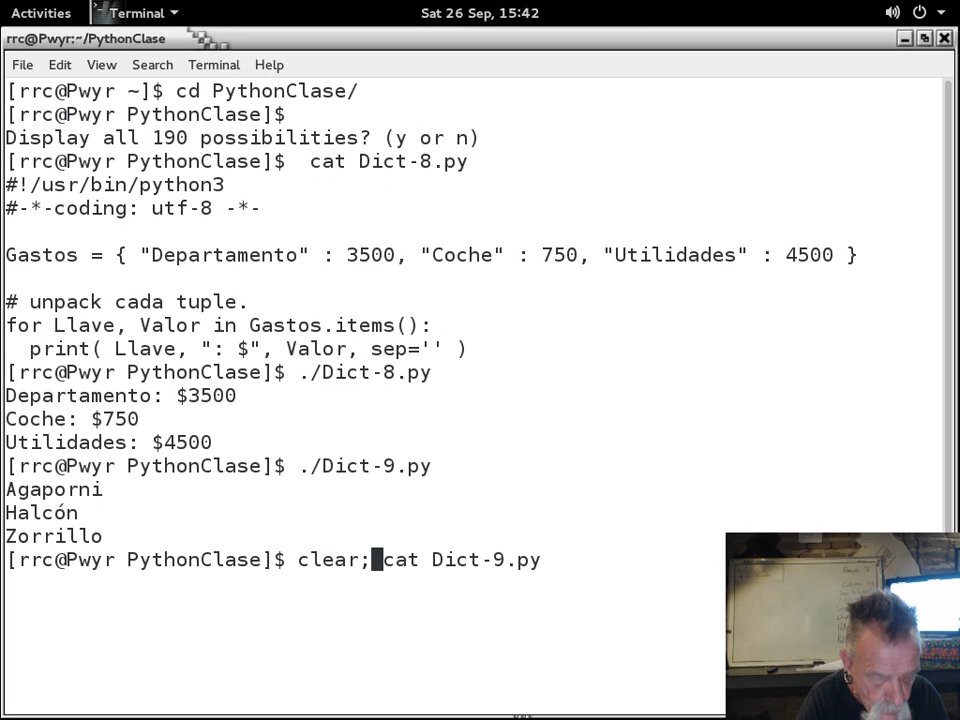 Activities
Terminal
Sat 26 Sep, 15:42
rrc@Pwyr:~/PythonClase
File Edit View Search Terminal Help
[rrc@Pwyr ~]$ cd PythonClase/
[rrc@Pwyr PythonClase]$
Display all 190 possibilities? (y or n)
[rrc@Pwyr PythonClase]$  cat Dict-8.py
#!/usr/bin/python3
#-*-coding: utf-8 -*-
Gastos = { "Departamento" : 3500, "Coche" : 750, "Utilidades" : 4500 }
# unpack cada tuple.
for Llave, Valor in Gastos.items():
  print( Llave, ": $", Valor, sep='' )
[rrc@Pwyr PythonClase]$ ./Dict-8.py
Departamento: $3500
Coche: $750
Utilidades: $4500
[rrc@Pwyr PythonClase]$ ./Dict-9.py
Agaporni
Halcón
Zorrillo
[rrc@Pwyr PythonClase]$ clear; cat Dict-9.py